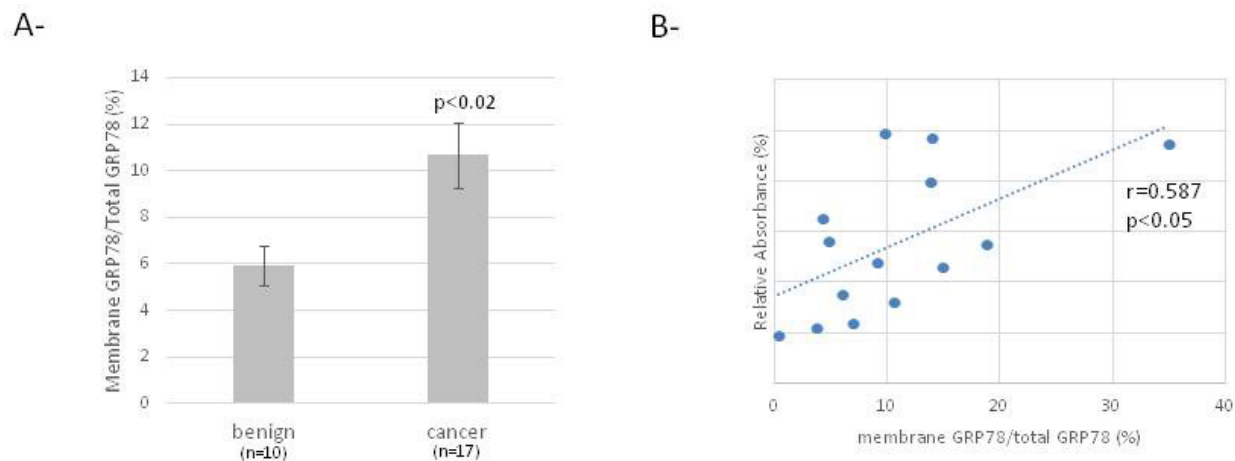 A-
Membrane GRP78/Total GRP78 (%)
14
12
10
8
6
4
2
0
p<0.02
benign
(n=10)
cancer
(n=17)
B-
Relative Absorbance (%)
r=0.587
p<0.05
0
10
20
30
40
membrane GRP78/total GRP78 (%)